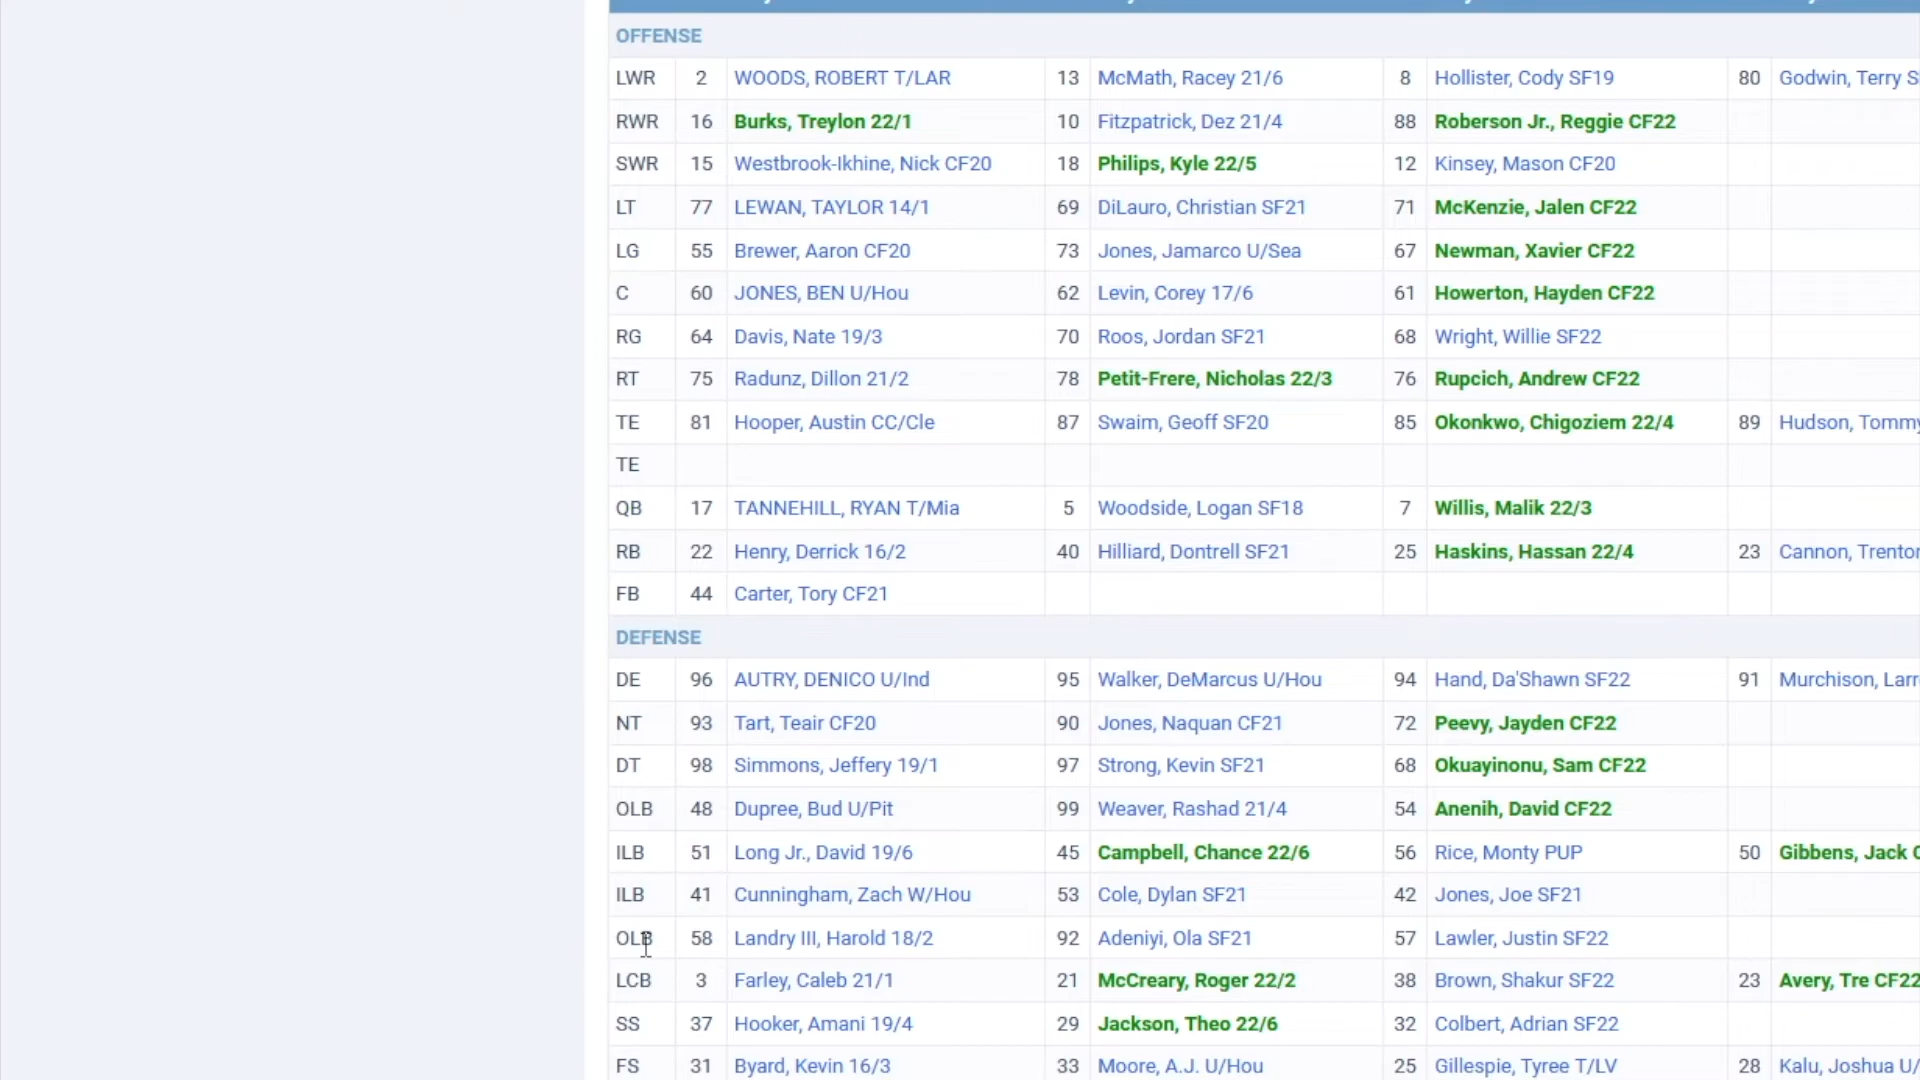 OFFENSE
LWR 2 WOODS, ROBERT T/LAR 13 McMath, Racey 21/6 8 Hollister, Cody SF19 80 Godwin, Terry
RWR 16 Burks, Treylon 22/1 10 Fitzpatrick, Dez 21/4 88 Roberson Jr., Reggie CF22
SWR 15 Westbrook-Ikhine, Nick CF20 18 Philips, Kyle 22/5 12 Kinsey, Mason CF20
LT 77 LEWAN, TAYLOR 14/1 69 DiLauro, Christian SF21 71 McKenzie, Jalen CF22
LG 55 Brewer, Aaron CF20 73 Jones, Jamarco U/Sea 67 Newman, Xavier CF22
C 60 JONES, BEN U/Hou 62 Levin, Corey 17/6 61 Howerton, Hayden CF22
RG 64 Davis, Nate 19/3 70 Roos, Jordan SF21 68 Wright, Willie SF22
RT 75 Radunz, Dillon 21/2 78 Petit-Frere, Nicholas 22/3 76 Rupcich, Andrew CF22
TE 81 Hooper, Austin CC/Cle 87 Swaim, Geoff SF20 85 Okonkwo, Chigoziem 22/4 89 Hudson, Tommy
TE
QB 17 TANNEHILL, RYAN T/Mia 5 Woodside, Logan SF18 7 Willis, Malik 22/3
RB 22 Henry, Derrick 16/2 40 Hilliard, Dontrell SF21 25 Haskins, Hassan 22/4 23 Cannon, Trenton
FB 44 Carter, Tory CF21
DEFENSE
DE 96 AUTRY, DENICO U/Ind 95 Walker, DeMarcus U/Hou 94 Hand, Da'Shawn SF22 91 Murchison, Larr
NT 93 Tart, Teair CF20 90 Jones, Naquan CF21 72 Peevy, Jayden CF22
DT 98 Simmons, Jeffery 19/1 97 Strong, Kevin SF21 68 Okuayinonu, Sam CF22
OLB 48 Dupree, Bud U/Pit 99 Weaver, Rashad 21/4 54 Anenih, David CF22
ILB 51 Long Jr., David 19/6 45 Campbell, Chance 22/6 56 Rice, Monty PUP 50 Gibbens, Jack
ILB 41 Cunningham, Zach W/Hou 53 Cole, Dylan SF21 42 Jones, Joe SF21
OLB 58 Landry III, Harold 18/2 92 Adeniyi, Ola SF21 57 Lawler, Justin SF22
LCB 3 Farley, Caleb 21/1 21 McCreary, Roger 22/2 38 Brown, Shakur SF22 23 Avery, Tre CF22
SS 37 Hooker, Amani 19/4 29 Jackson, Theo 22/6 32 Colbert, Adrian SF22
FS 31 Byard, Kevin 16/3 33 Moore, A.J. U/Hou 25 Gillespie, Tyree T/LV 28 Kalu, Joshua U/